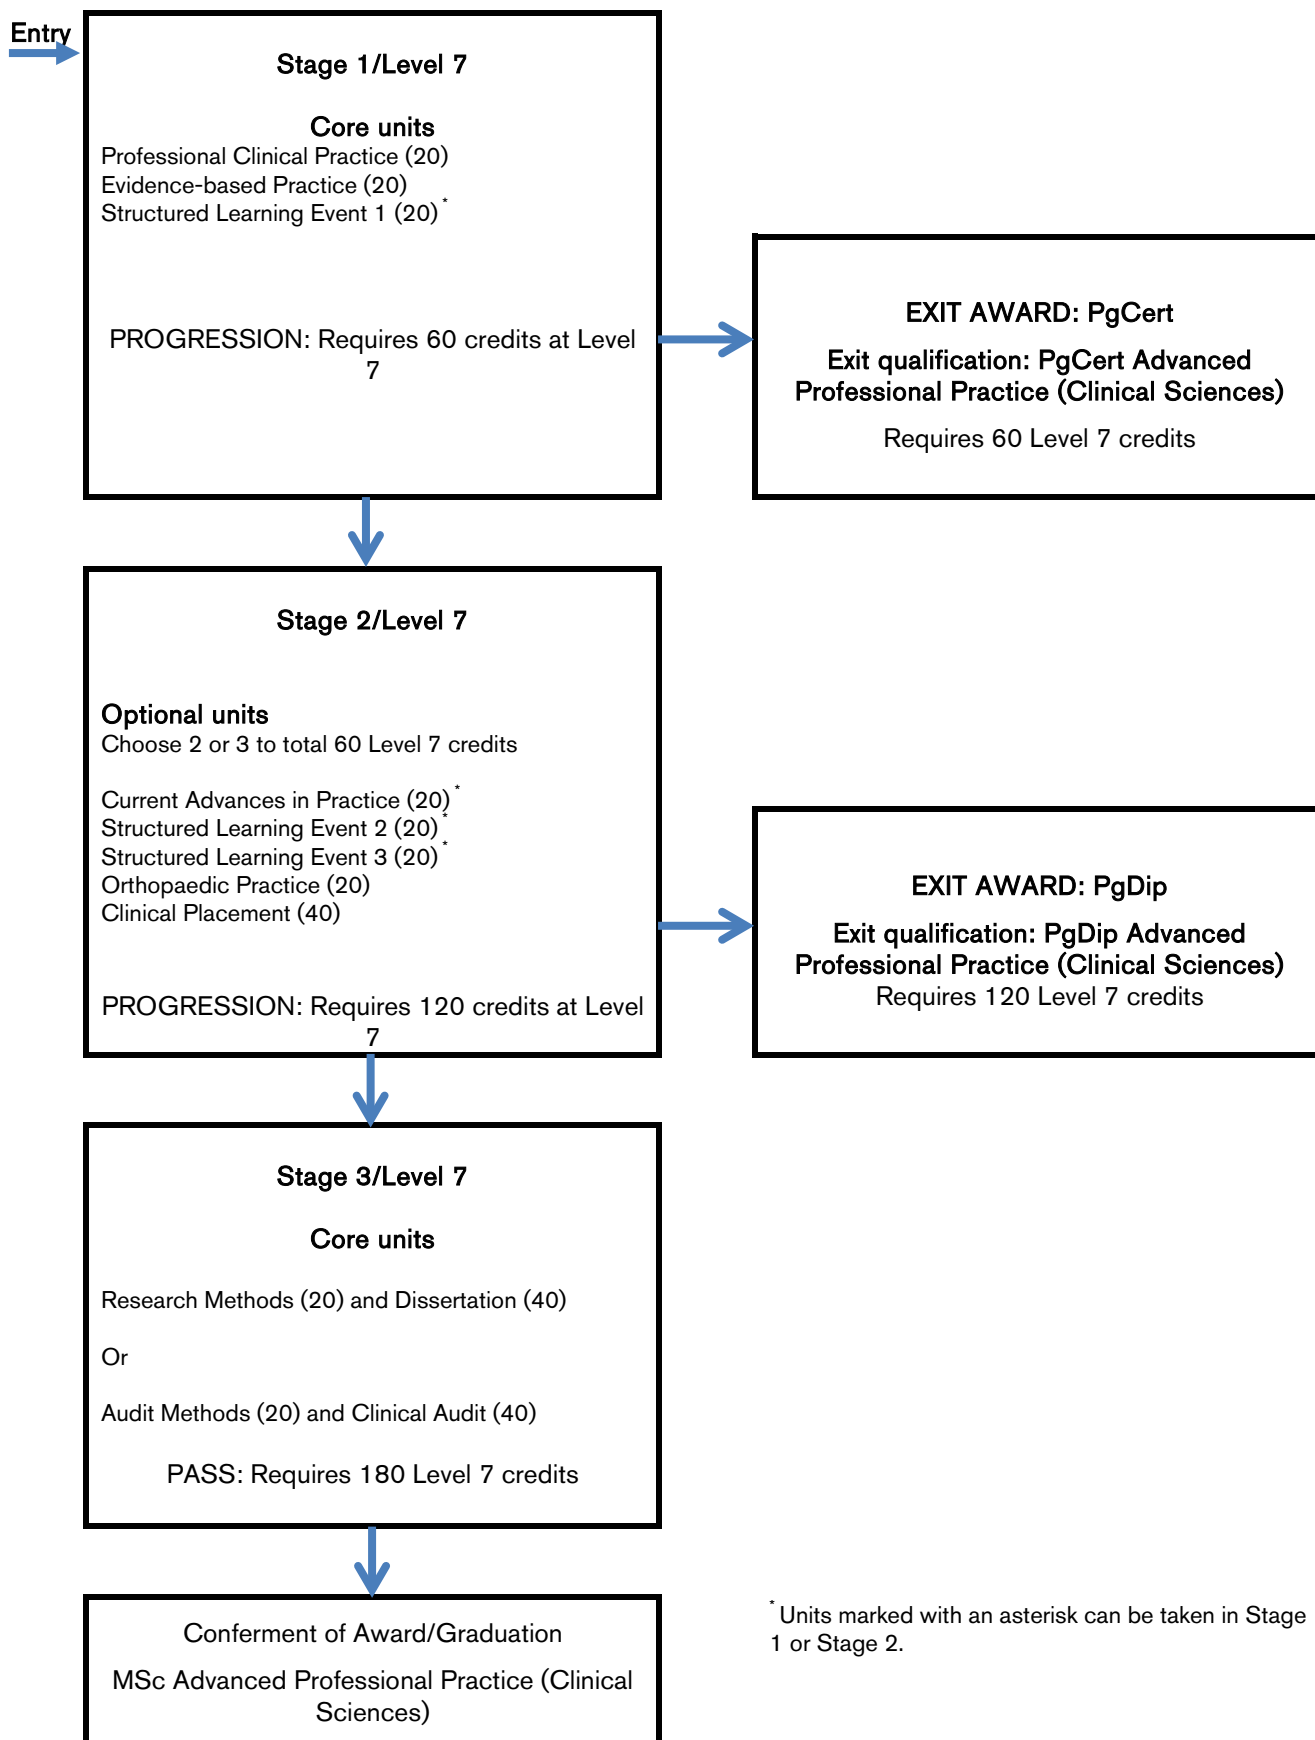 Entry
Stage 1/Level 7
Core units
Professional Clinical Practice (20)
Evidence-based Practice (20)
Structured Learning Event 1 (20)*
PROGRESSION: Requires 60 credits at Level
7
EXIT AWARD: PgCert
Exit qualification: PgCert Advanced
Professional Practice (Clinical Sciences)
Requires 60 Level 7 credits
Stage 2/Level 7
Optional units
Choose 2 or 3 to total 60 Level 7 credits
Current Advances in Practice (20)*
Structured Learning Event 2 (20)*
Structured Learning Event 3 (20)*
Orthopaedic Practice (20)
Clinical Placement (40)
PROGRESSION: Requires 120 credits at Level
7
EXIT AWARD: PgDip
Exit qualification: PgDip Advanced
Professional Practice (Clinical Sciences)
Requires 120 Level 7 credits
Stage 3/Level 7
Core units
Research Methods (20) and Dissertation (40)
Or
Audit Methods (20) and Clinical Audit (40)
PASS: Requires 180 Level 7 credits
Conferment of Award/Graduation
MSc Advanced Professional Practice (Clinical
Sciences)
* Units marked with an asterisk can be taken in Stage
1 or Stage 2.